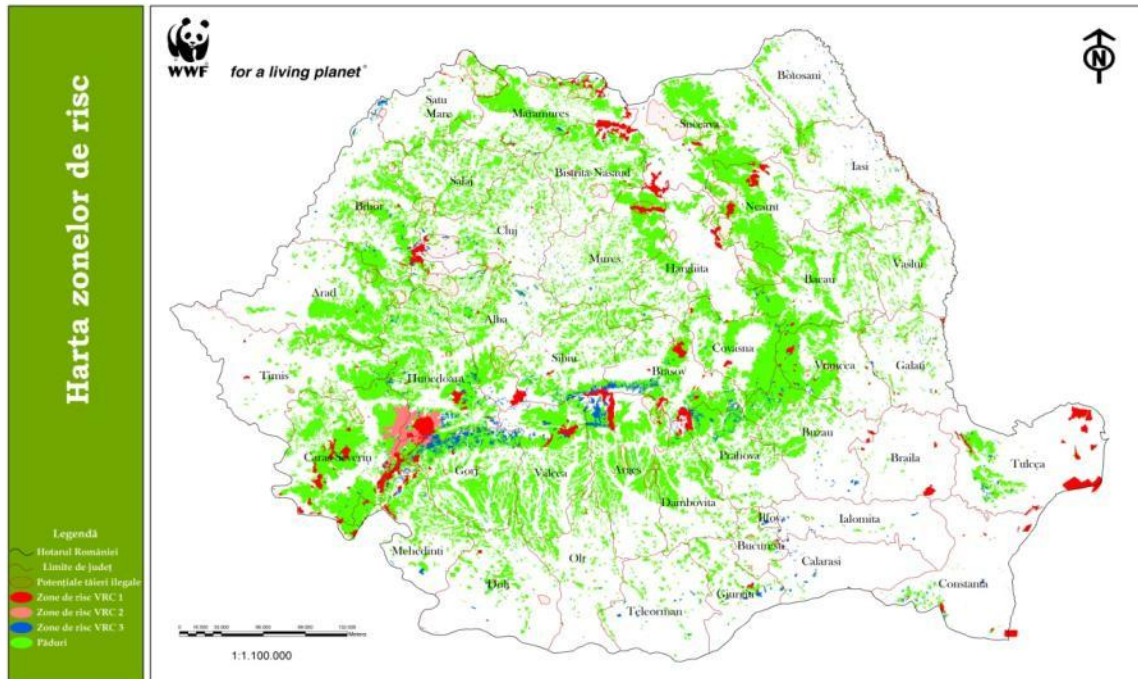 Harta zonelor de risc
Legendă
Hotarul României
Limite de județ
Potențiale tăieri ilegale
Zone de risc VRC 1
Zone de risc VRC 2
Zone de risc VRC 3
Păduri
WWF
for a living planet®
N
Botosani
Satu
Mare
Maramures
Suceava
Iasi
Bistrita-Nasaud
Salaj
Bihor
Neamt
Cluj
Mures
Harghita
Vaslui
Bacau
Arad
Alba
Covasna
Sibiu
Brasov
Vrancea
Galati
Timis
Hunedoara
Buzau
Caras-Severin
Gorj
Valcea
Arges
Prahova
Braila
Tulcea
Dambovita
Ilfov
Ialomita
Bucuresti
Mehedinti
Olt
Calarasi
Dolj
Giurgiu
Constanta
Teleorman
1:1.100.000